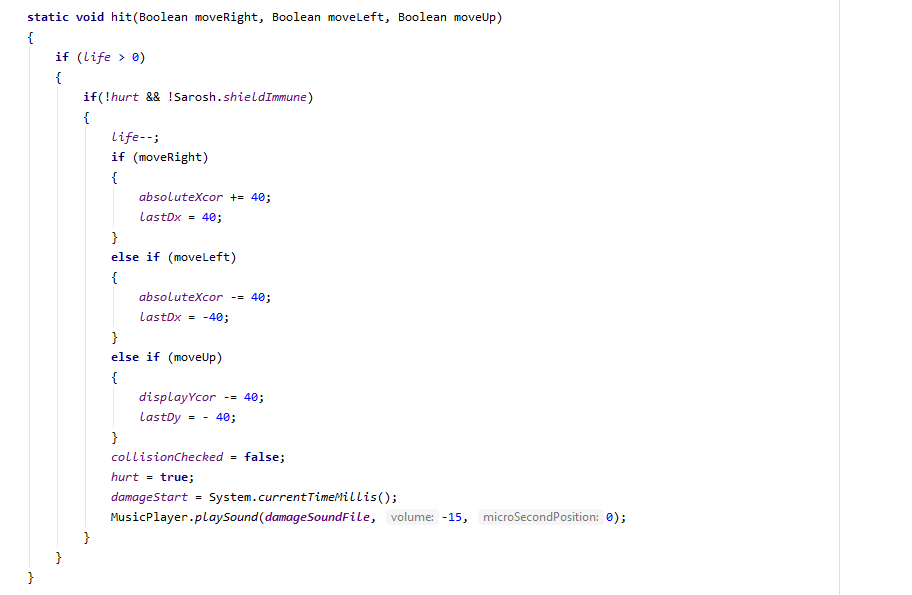 static void hit(Boolean moveRight, Boolean moveLeft, Boolean moveUp)
{
    if (life > 0)
    {
        if(!hurt && !Sarosh.shieldImmune)
        {
            life--;
            if (moveRight)
            {
                absoluteXcor += 40;
                lastDx = 40;
            }
            else if (moveLeft)
            {
                absoluteXcor -= 40;
                lastDx = -40;
            }
            else if (moveUp)
            {
                displayYcor -= 40;
                lastDy = - 40;
            }
            collisionChecked = false;
            hurt = true;
            damageStart = System.currentTimeMillis();
            MusicPlayer.playSound(damageSoundFile, volume: -15, microSecondPosition: 0);
        }
    }
}